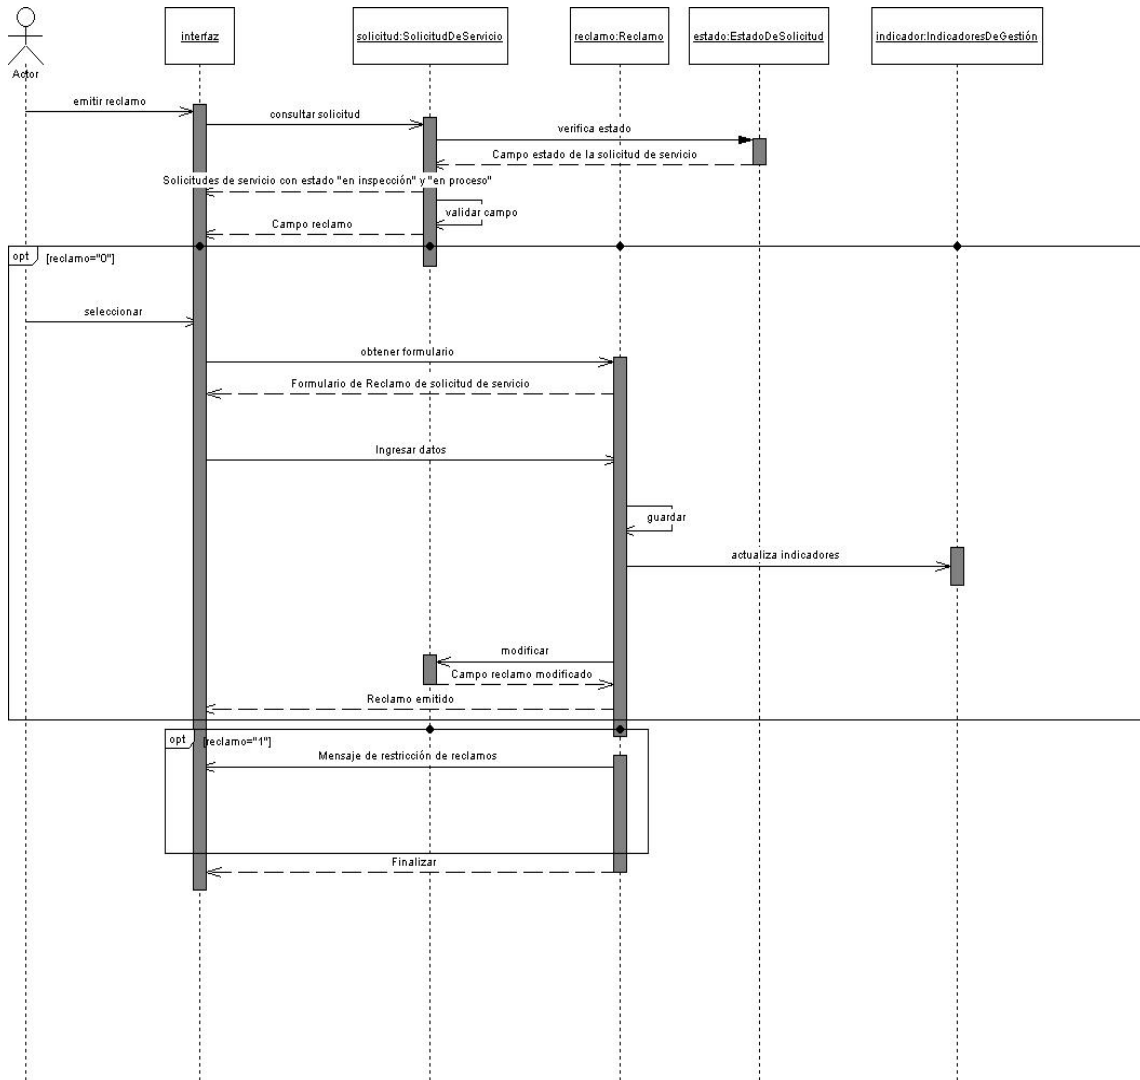 interfaz
solicitud:SolicitudDeServicio
reclamo:Reclamo
estado:EstadoDeSolicitud
indicador:IndicadoresDeGestión
Actor
emitir reclamo
consultar solicitud
verifica estado
Campo estado de la solicitud de servicio
Solicitudes de servicio con estado "en inspección" y "en proceso"
validar campo
Campo reclamo
opt
[reclamo="0"]
seleccionar
obtener formulario
Formulario de Reclamo de solicitud de servicio
Ingresar datos
guardar
actualiza indicadores
modificar
Campo reclamo modificado
Reclamo emitido
opt
[reclamo="1"]
Mensaje de restricción de reclamos
Finalizar